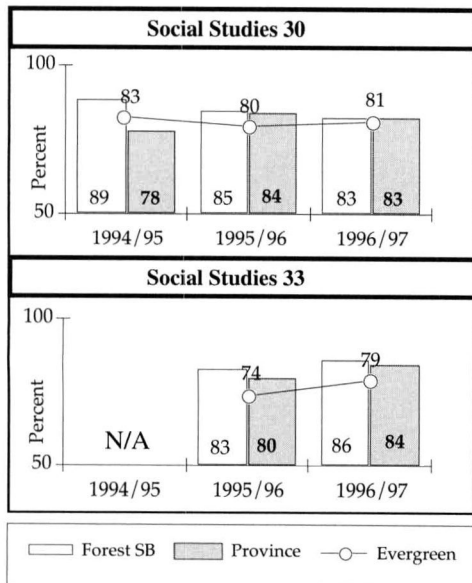 Social Studies 30
100
83 80 81
Percent
89 78 85 84 83 83
50
1994/95 1995/96 1996/97
Social Studies 33
100
74 79
Percent
N/A 83 80 86 84
50
1994/95 1995/96 1996/97
Forest SB Province Evergreen